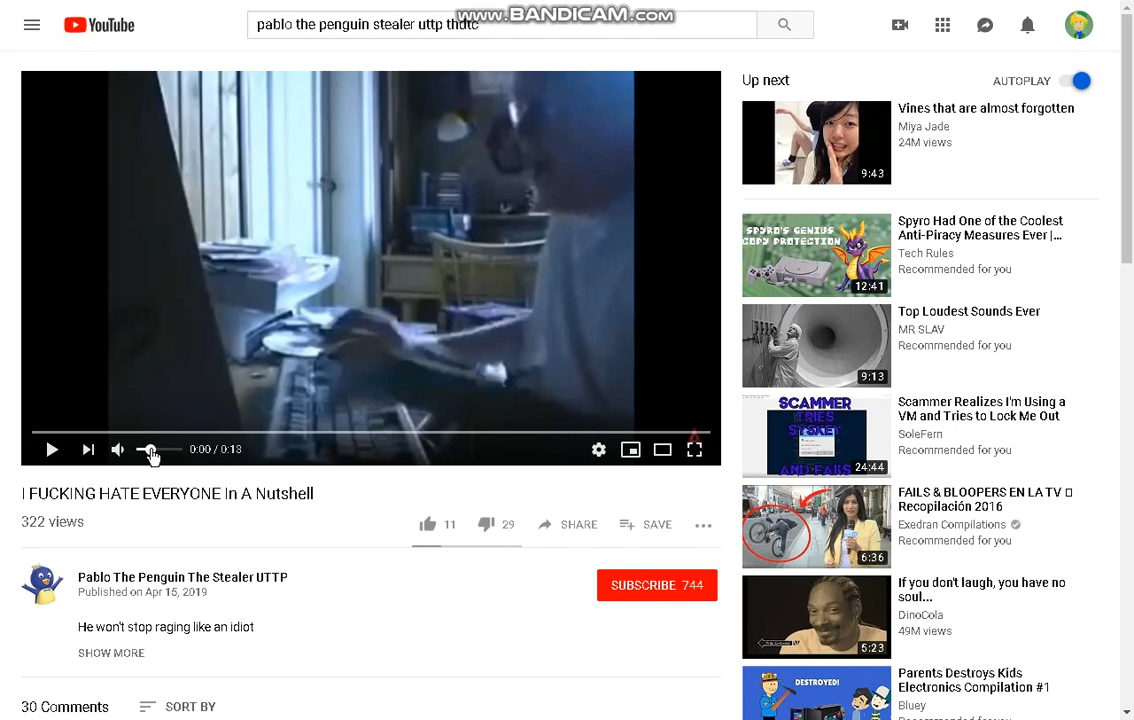 www.BANDICAM.com
YouTube
pablo the penguin stealer uttp thdtc
0:00 / 0:13
I FUCKING HATE EVERYONE In A Nutshell
322 views
11
29
SHARE
SAVE
Pablo The Penguin The Stealer UTTP
Published on Apr 15, 2019
SUBSCRIBE 744
He won't stop raging like an idiot
SHOW MORE
30 Comments
SORT BY
Up next
AUTOPLAY
9:43
Vines that are almost forgotten
Miya Jade
24M views
SPYRO'S GENIUS
COPY PROTECTION
12:41
Spyro Had One of the Coolest
Anti-Piracy Measures Ever |...
Tech Rules
Recommended for you
9:13
Top Loudest Sounds Ever
MR SLAV
Recommended for you
SCAMMER
TRIES
SYSKEY
AND FAILS
24:44
Scammer Realizes I'm Using a
VM and Tries to Lock Me Out
SoleFern
Recommended for you
6:36
FAILS & BLOOPERS EN LA TV
Recopilación 2016
Exedran Compilations
Recommended for you
5:23
If you don't laugh, you have no
soul...
DinoCola
49M views
DESTROYED!
Parents Destroys Kids
Electronics Compilation #1
Bluey